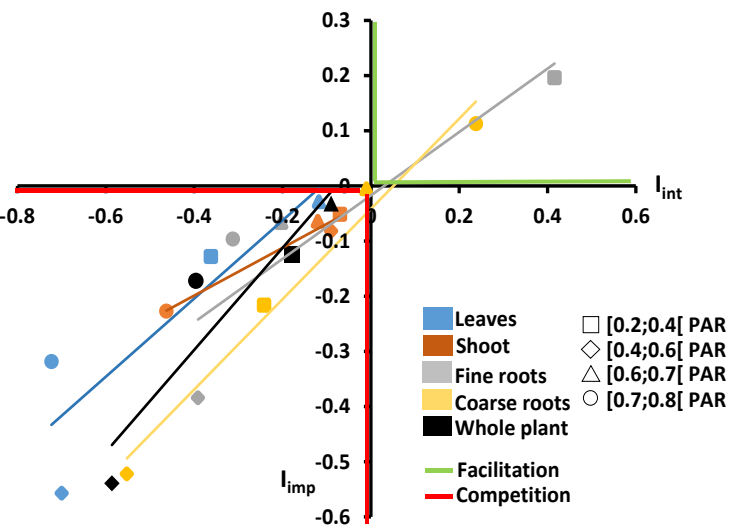 0.3
0.2
0.1
0
I_int
-0.8
-0.6
-0.4
-0.2
0
0.2
0.4
0.6
-0.1
-0.2
-0.3
-0.4
-0.5
-0.6
I_imp
Leaves
Shoot
Fine roots
Coarse roots
Whole plant
Facilitation
Competition
[0.2;0.4[ PAR
[0.4;0.6[ PAR
[0.6;0.7[ PAR
[0.7;0.8[ PAR